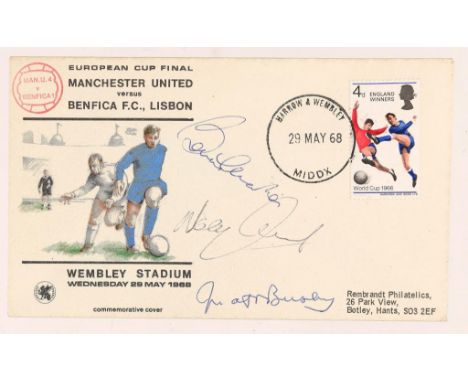 MAN.U.4
v
BENFICA 1
EUROPEAN CUP FINAL
MANCHESTER UNITED
versus
BENFICA F.C., LISBON
4d ENGLAND
WINNERS
HARROW & WEMBLEY
29 MAY 68
MIDDX
World Cup 1966
WEMBLEY STADIUM
WEDNESDAY 29 MAY 1968
commemorative cover
Matt Busby
Rembrandt Philatelics,
26 Park View,
Botley, Hants, SO3 2EF